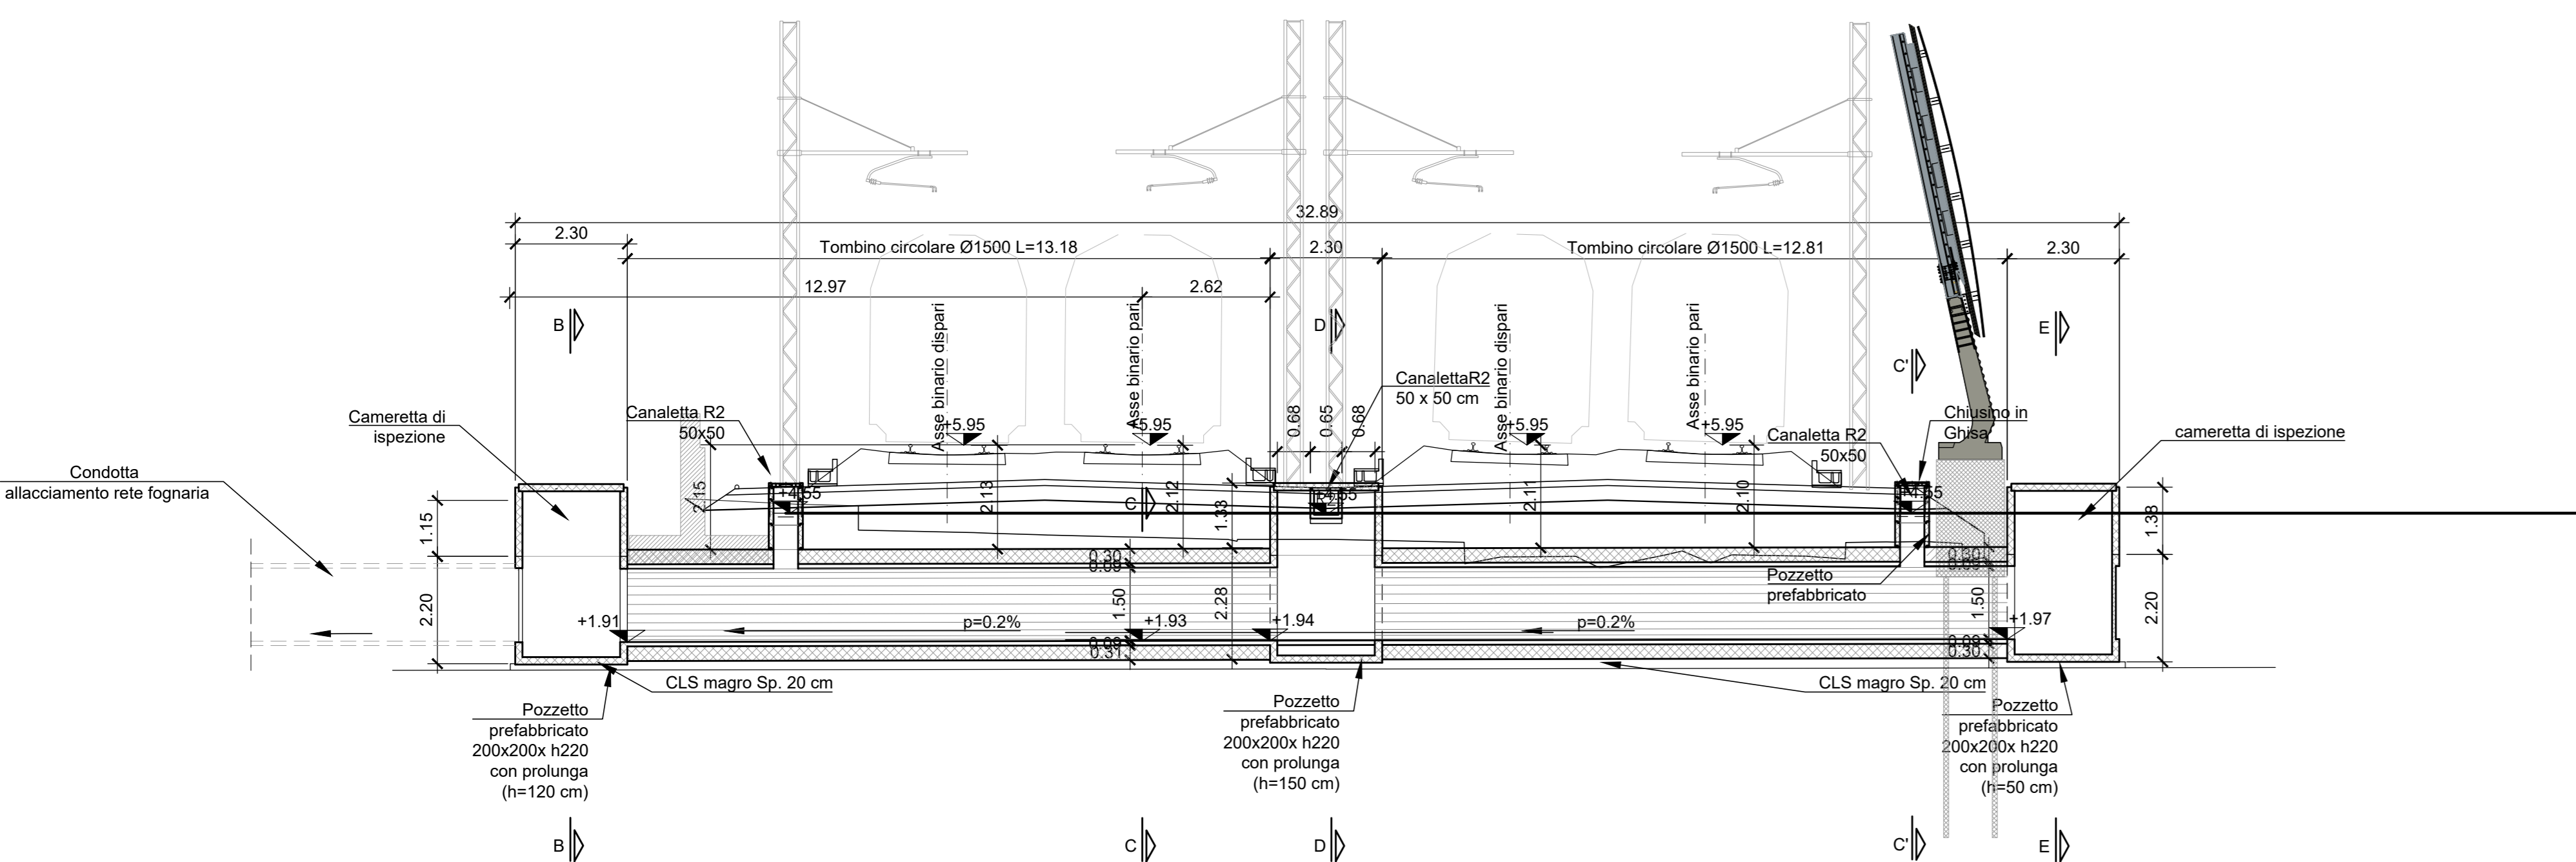 32.89
2.30
Tombino circolare Ø1500 L=13.18
2.30
Tombino circolare Ø1500 L=12.81
2.30
12.97
2.62
B
D
E
C'
Asse binario dispari
Asse binario pari
Asse binario dispari
Asse binario pari
CanalettaR2
50 x 50 cm
Cameretta di
ispezione
Canaletta R2
50x50
+5.95
+5.95
0.68
0.65
0.68
+5.95
+5.95
Canaletta R2
50x50
Chiusino in
Ghisa
cameretta di ispezione
Condotta
allacciamento rete fognaria
1.15
2.15
+4.55
2.13
C
2.12
1.33
+4.55
2.11
2.10
+4.55
1.38
0.30
0.09
0.30
0.09
Pozzetto
prefabbricato
2.20
1.50
2.28
1.50
2.20
+1.91
p=0.2%
+1.93
+1.94
p=0.2%
+1.97
0.09
0.31
0.09
0.30
CLS magro Sp. 20 cm
CLS magro Sp. 20 cm
Pozzetto
prefabbricato
200x200x h220
con prolunga
(h=120 cm)
Pozzetto
prefabbricato
200x200x h220
con prolunga
(h=150 cm)
Pozzetto
prefabbricato
200x200x h220
con prolunga
(h=50 cm)
B
C
D
C'
E